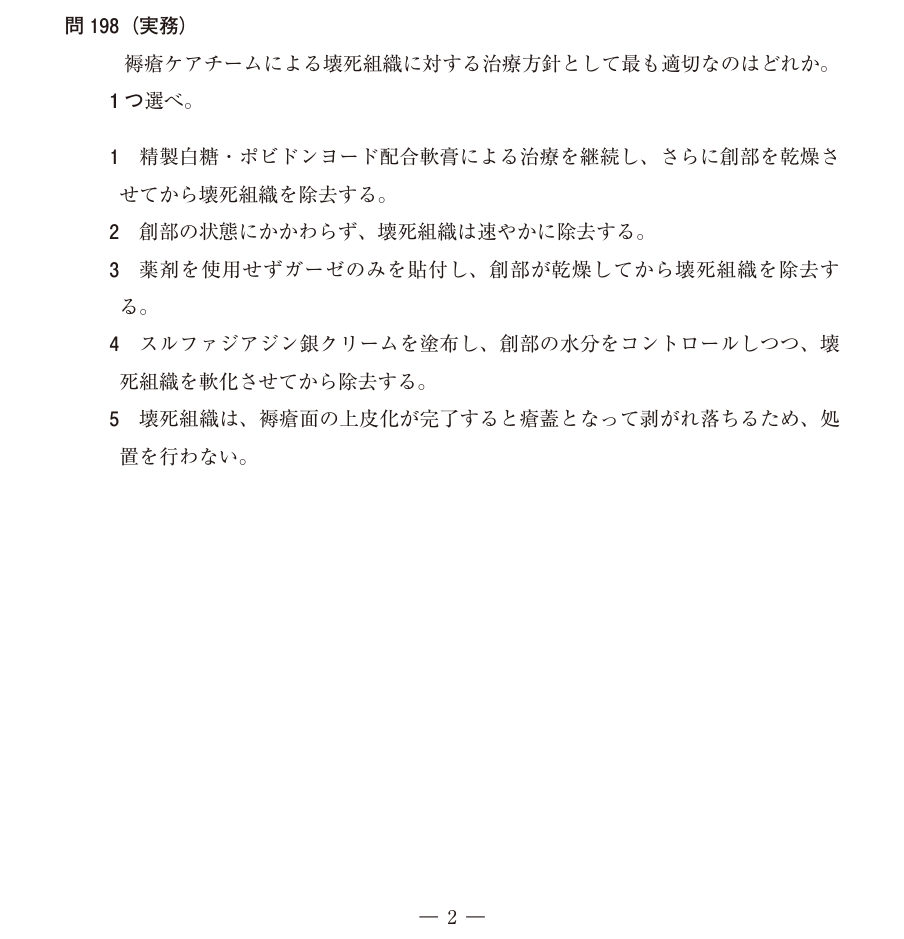 問 198（実務）
褥瘡ケアチームによる壊死組織に対する治療方針として最も適切なのはどれか。
1 つ選べ。
1　精製白糖・ポビドンヨード配合軟膏による治療を継続し、さらに創部を乾燥さ
せてから壊死組織を除去する。
2　創部の状態にかかわらず、壊死組織は速やかに除去する。
3　薬剤を使用せずガーゼのみを貼付し、創部が乾燥してから壊死組織を除去す
る。
4　スルファジアジン銀クリームを塗布し、創部の水分をコントロールしつつ、壊
死組織を軟化させてから除去する。
5　壊死組織は、褥瘡面の上皮化が完了すると瘡蓋となって剥がれ落ちるため、処
置を行わない。
— 2 —